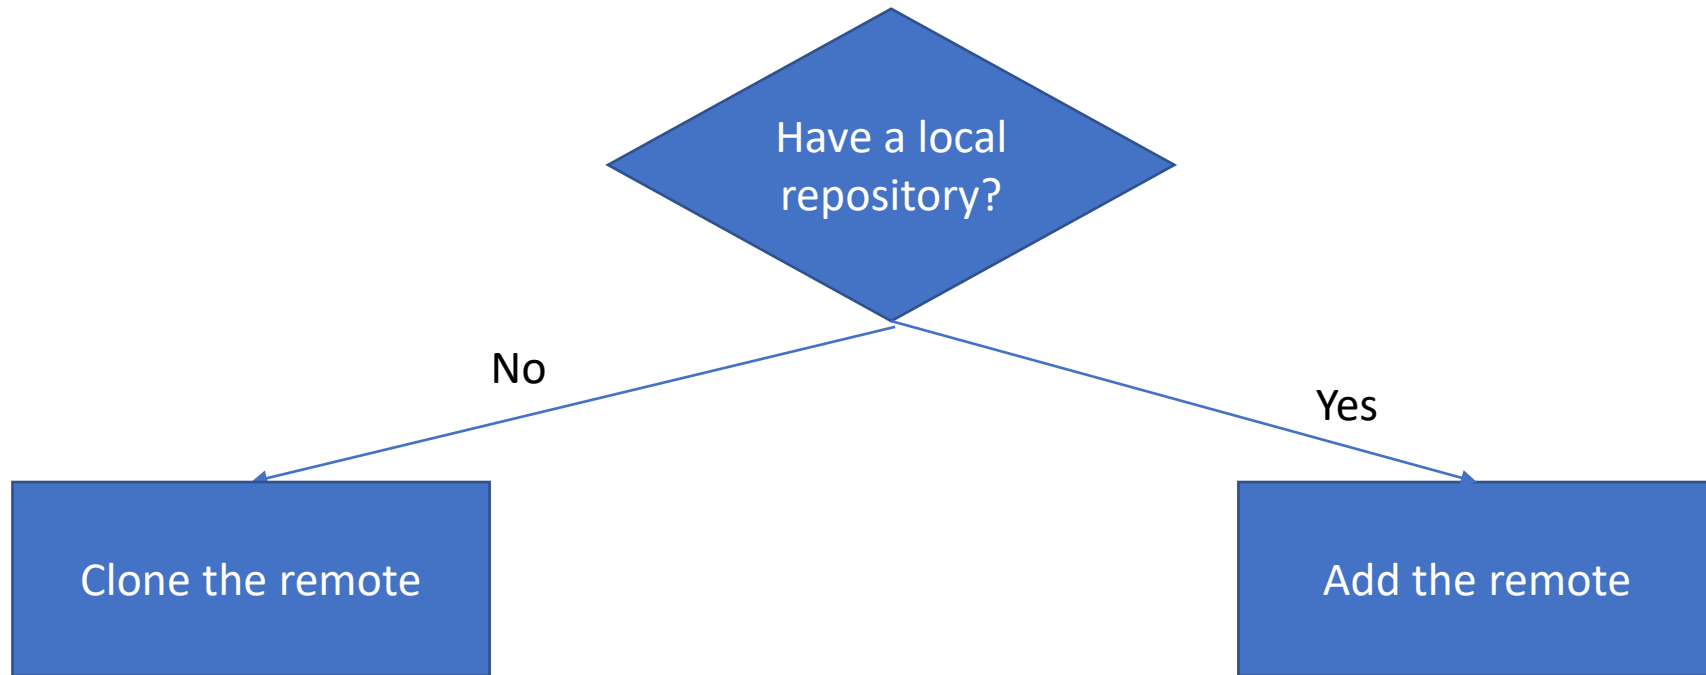 Have a local
repository?
No
Yes
Clone the remote
Add the remote